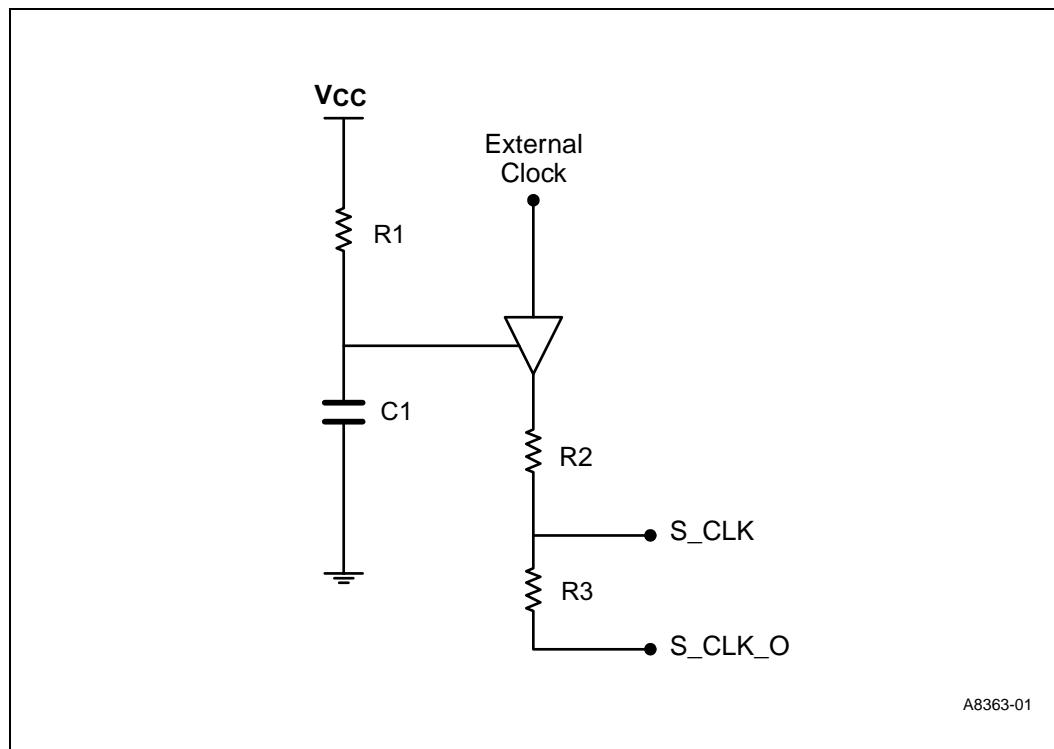 VCC
External
Clock
R1
C1
R2
S_CLK
R3
S_CLK_O
A8363-01